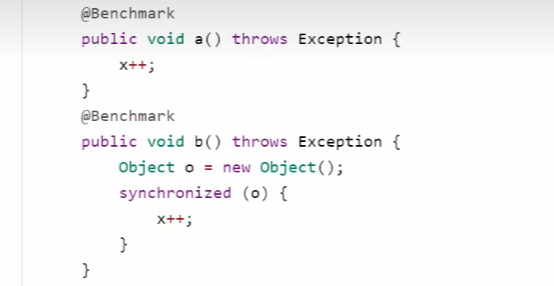 @Benchmark
public void a() throws Exception {
x++;
}
@Benchmark
public void b() throws Exception {
Object o = new Object();
synchronized (o) {
x++;
}
}